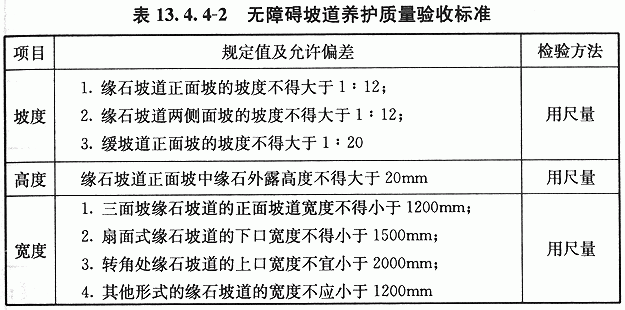 表 13.4.4-2 无障碍坡道养护质量验收标准
项目 规定值及允许偏差 检验方法
1. 缘石坡道正面坡的坡度不得大于 1∶12；
坡度 2. 缘石坡道两侧面坡的坡度不得大于 1∶12； 用尺量
3. 缓坡道正面坡的坡度不得大于 1∶20
高度 缘石坡道正面坡中缘石外露高度不得大于 20mm 用尺量
1. 三面坡缘石坡道的正面坡道宽度不得小于 1200mm；
2. 扇面式缘石坡道的下口宽度不得小于 1500mm；
宽度 用尺量
3. 转角处缘石坡道的上口宽度不宜小于 2000mm；
4. 其他形式的缘石坡道的宽度不应小于 1200mm